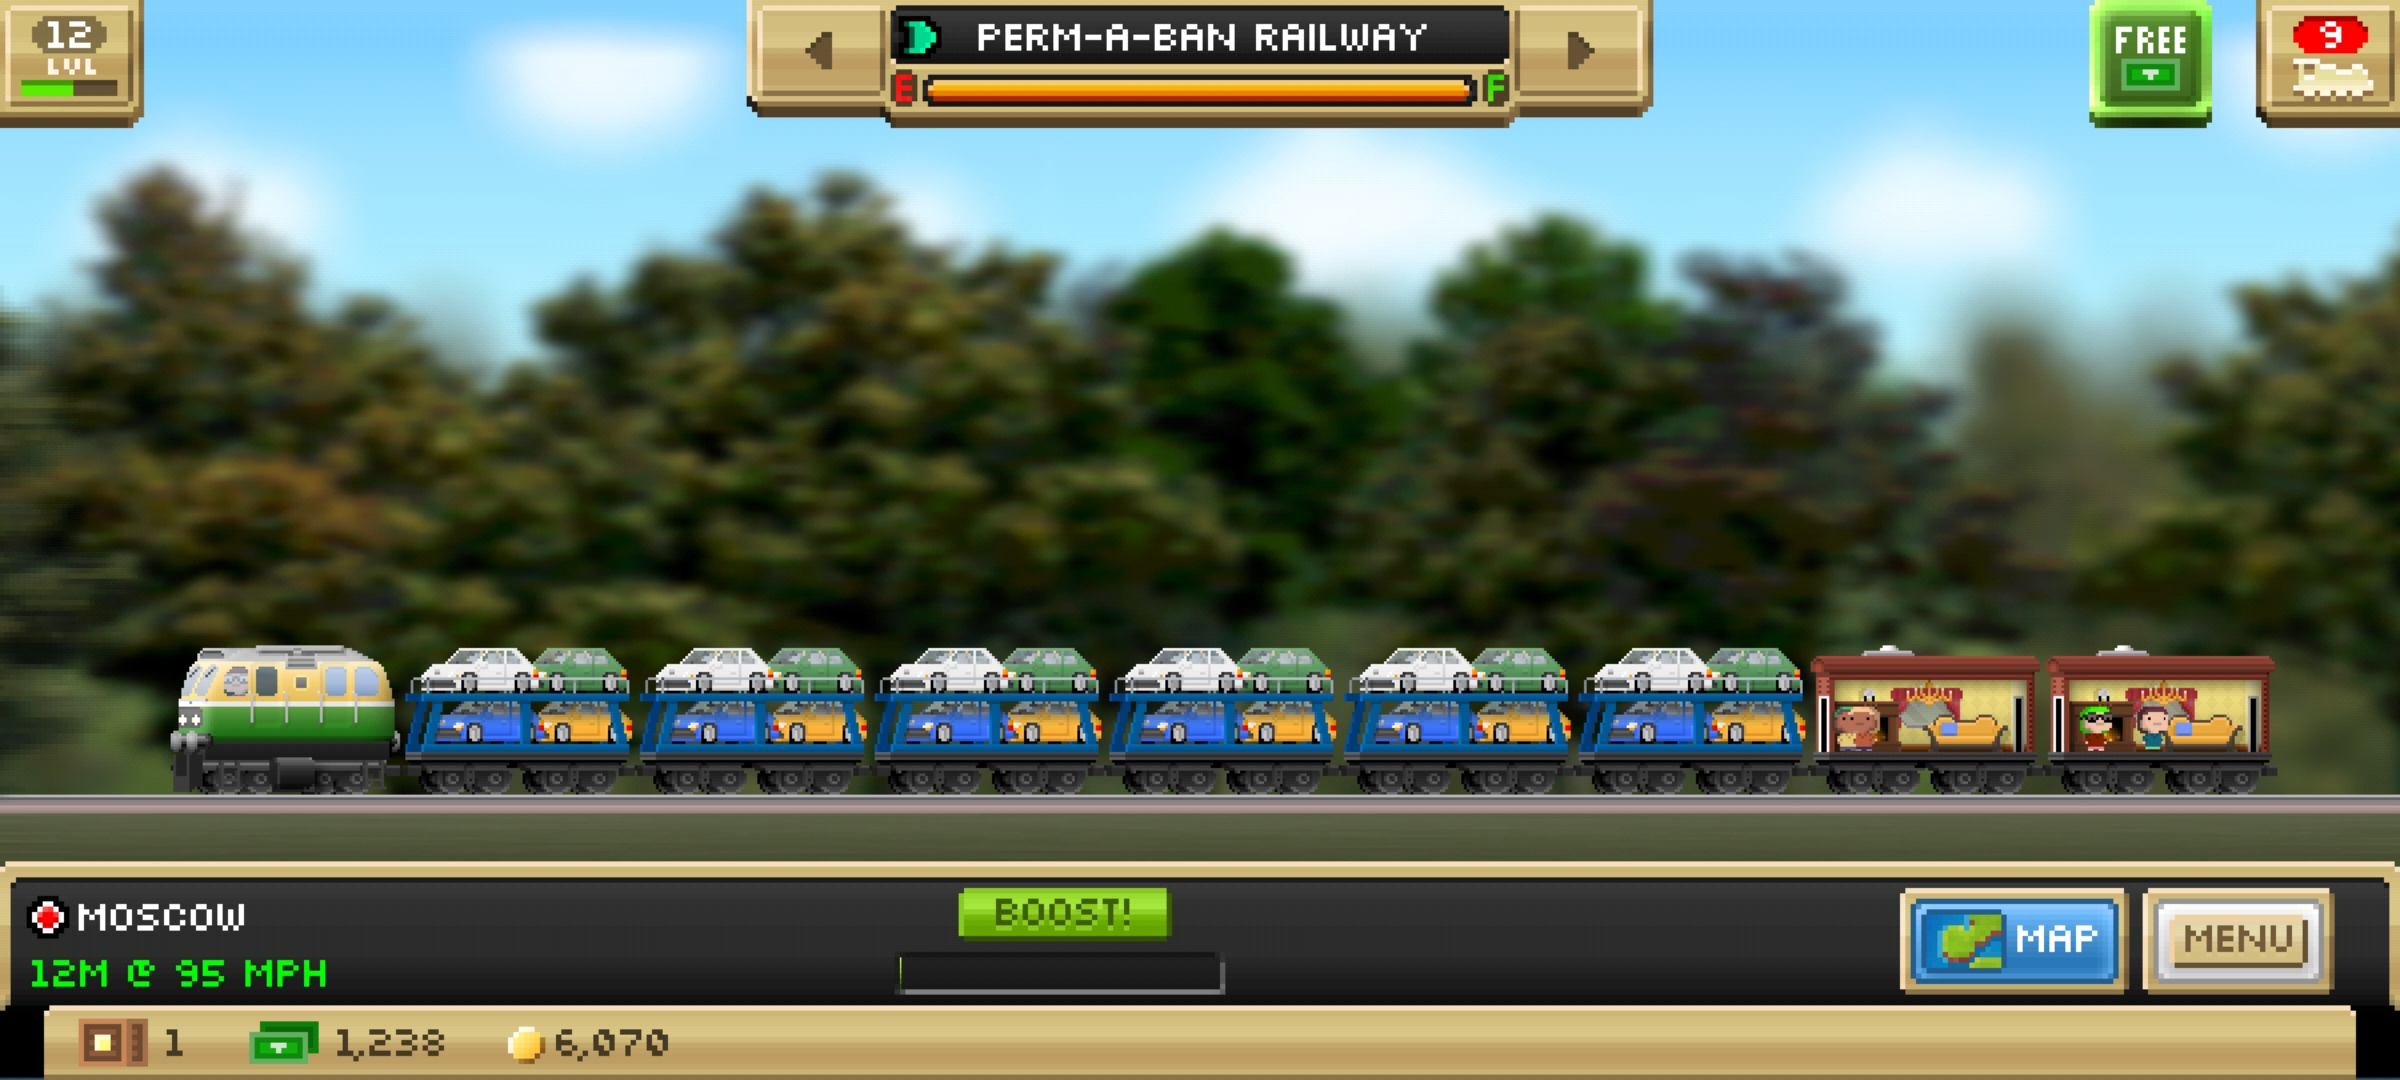 12
LVL
PERM-A-BAN RAILWAY
E F
FREE
9
MOSCOW
12M @ 95 MPH
BOOST!
MAP
MENU
1 1,238 6,070